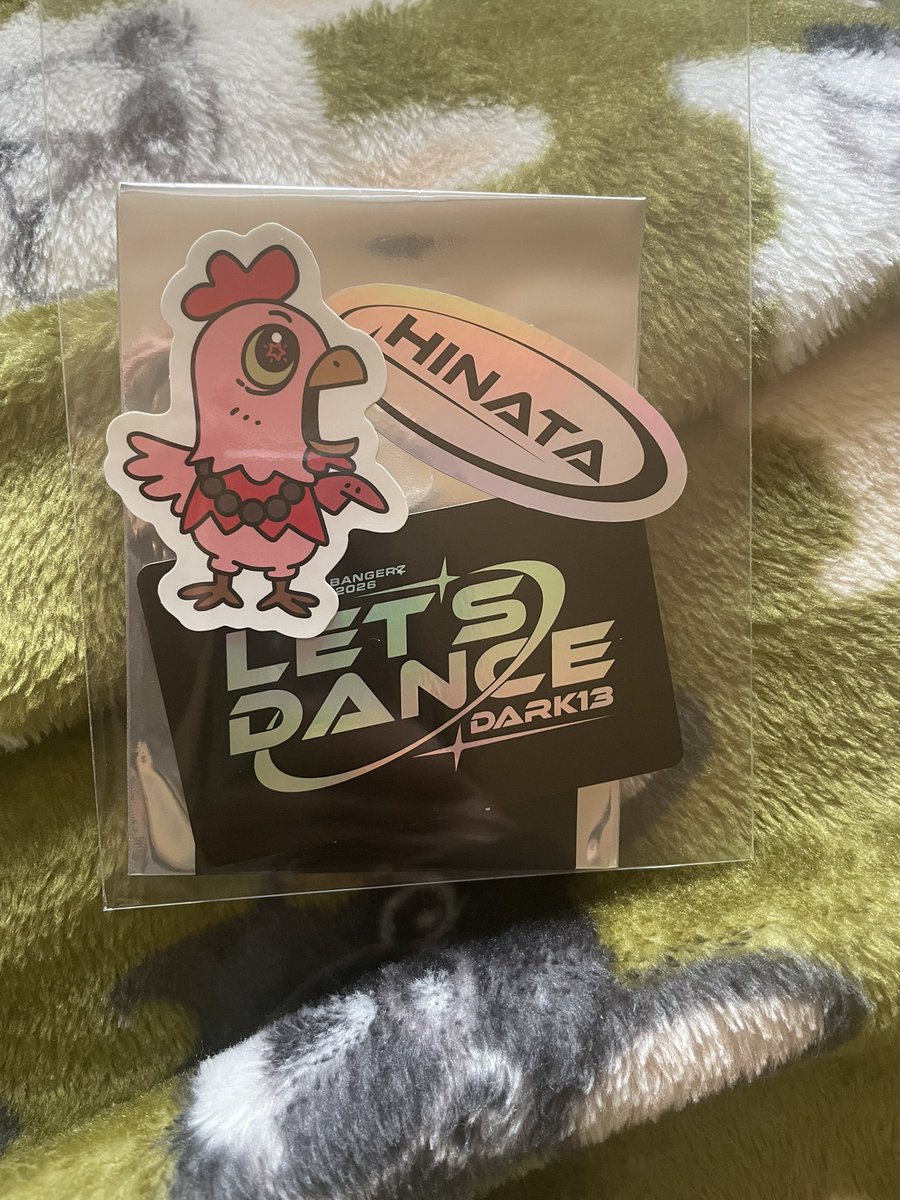 HINATA
BANGERZ
2026
LET'S
DANCE
DARK13